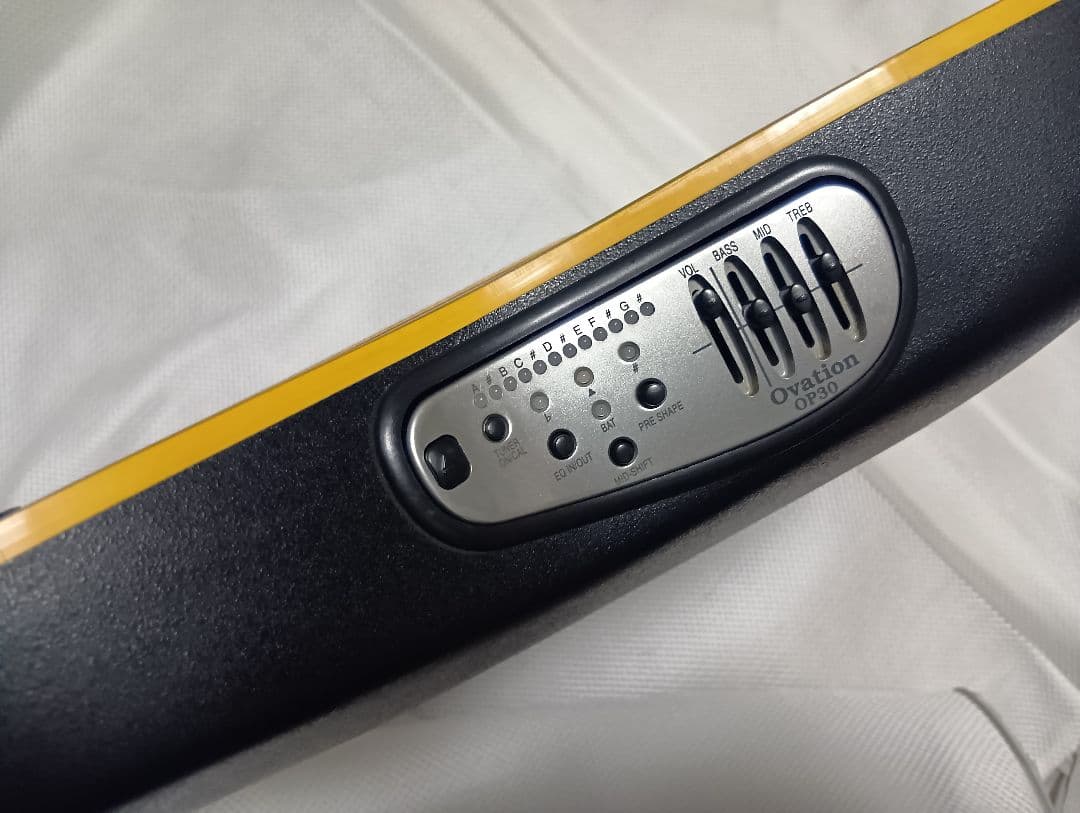 VOL BASS MID TREB
A # B C # D # E F # G #
♭ ▲ #
TUNER
ON/CAL
EQ IN/OUT
BAT
MID-SHIFT
PRE SHAPE
Ovation
OP30